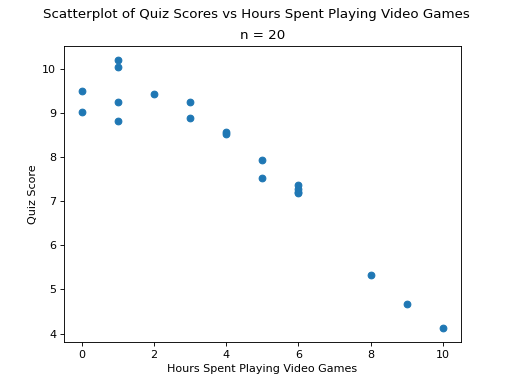 Scatterplot of Quiz Scores vs Hours Spent Playing Video Games
n = 20
10
9
8
7
6
5
4
Quiz Score
0 2 4 6 8 10
Hours Spent Playing Video Games